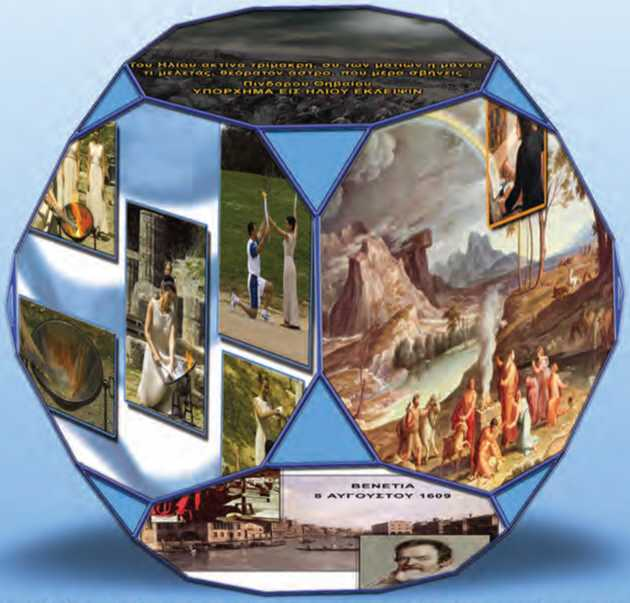 Του Ηλίου ακτίνα τρίμακρη, συ των ματιών η μάννα,
τι μελετάς, θεόρατον άστρο, που μέρα σβήνεις ;
Πινδάρου Θηβαίου
ΥΠΟΡΧΗΜΑ ΕΙΣ ΗΛΙΟΥ ΕΚΛΕΙΨΙΝ
ΒΕΝΕΤΙΑ
8 ΑΥΓΟΥΣΤΟΥ 1609